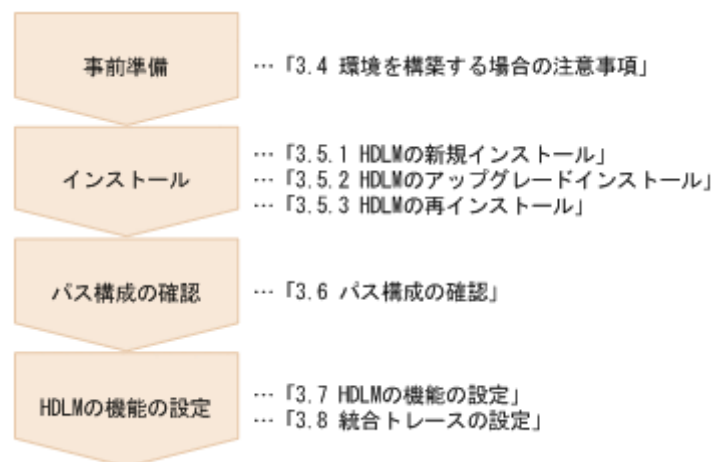 事前準備 …「3.4 環境を構築する場合の注意事項」
インストール
…「3.5.1 HDLMの新規インストール」
…「3.5.2 HDLMのアップグレードインストール」
…「3.5.3 HDLMの再インストール」
パス構成の確認 …「3.6 パス構成の確認」
HDLMの機能の設定
…「3.7 HDLMの機能の設定」
…「3.8 統合トレースの設定」